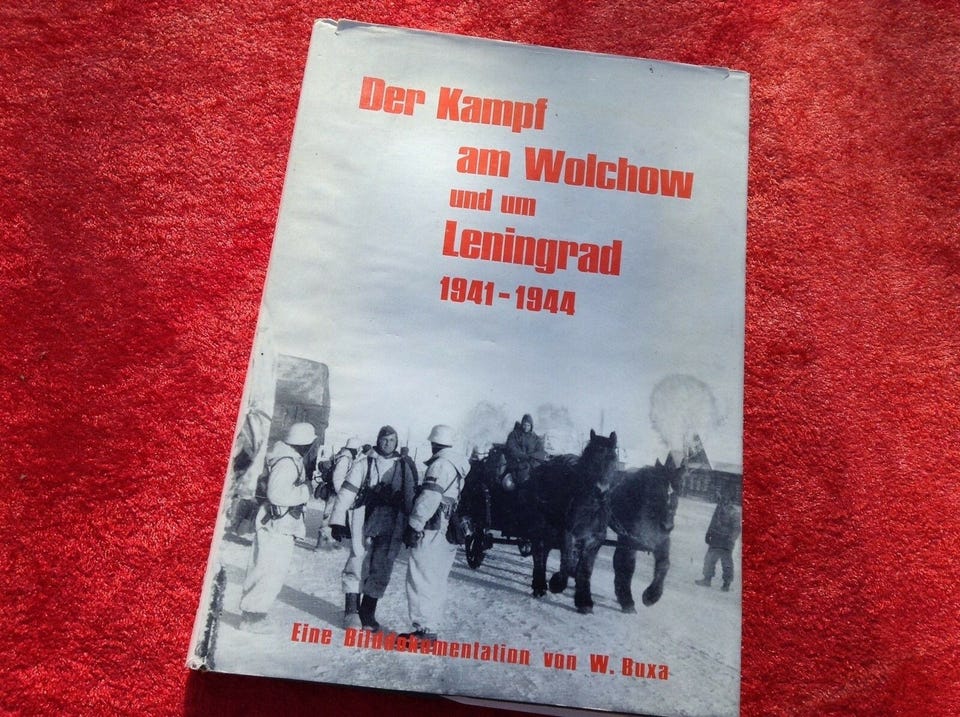 Der Kampf
am Wolchow
und um
Leningrad
1941-1944
Eine Bilddokumentation von W. Buxa